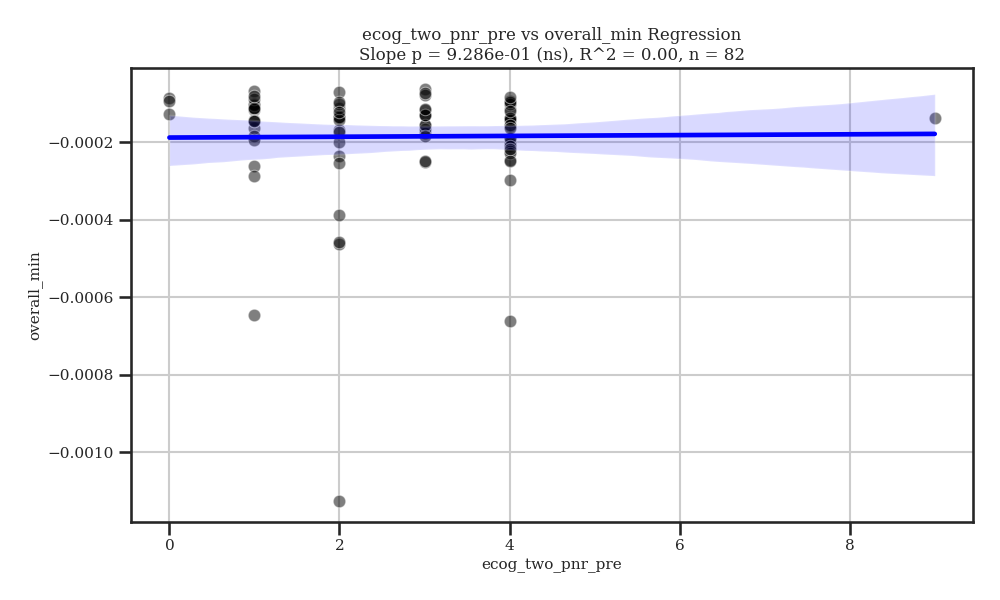 ecog_two_pnr_pre vs overall_min Regression
Slope p = 9.286e-01 (ns), R^2 = 0.00, n = 82
−0.0002
−0.0004
−0.0006
−0.0008
−0.0010
overall_min
0 2 4 6 8
ecog_two_pnr_pre